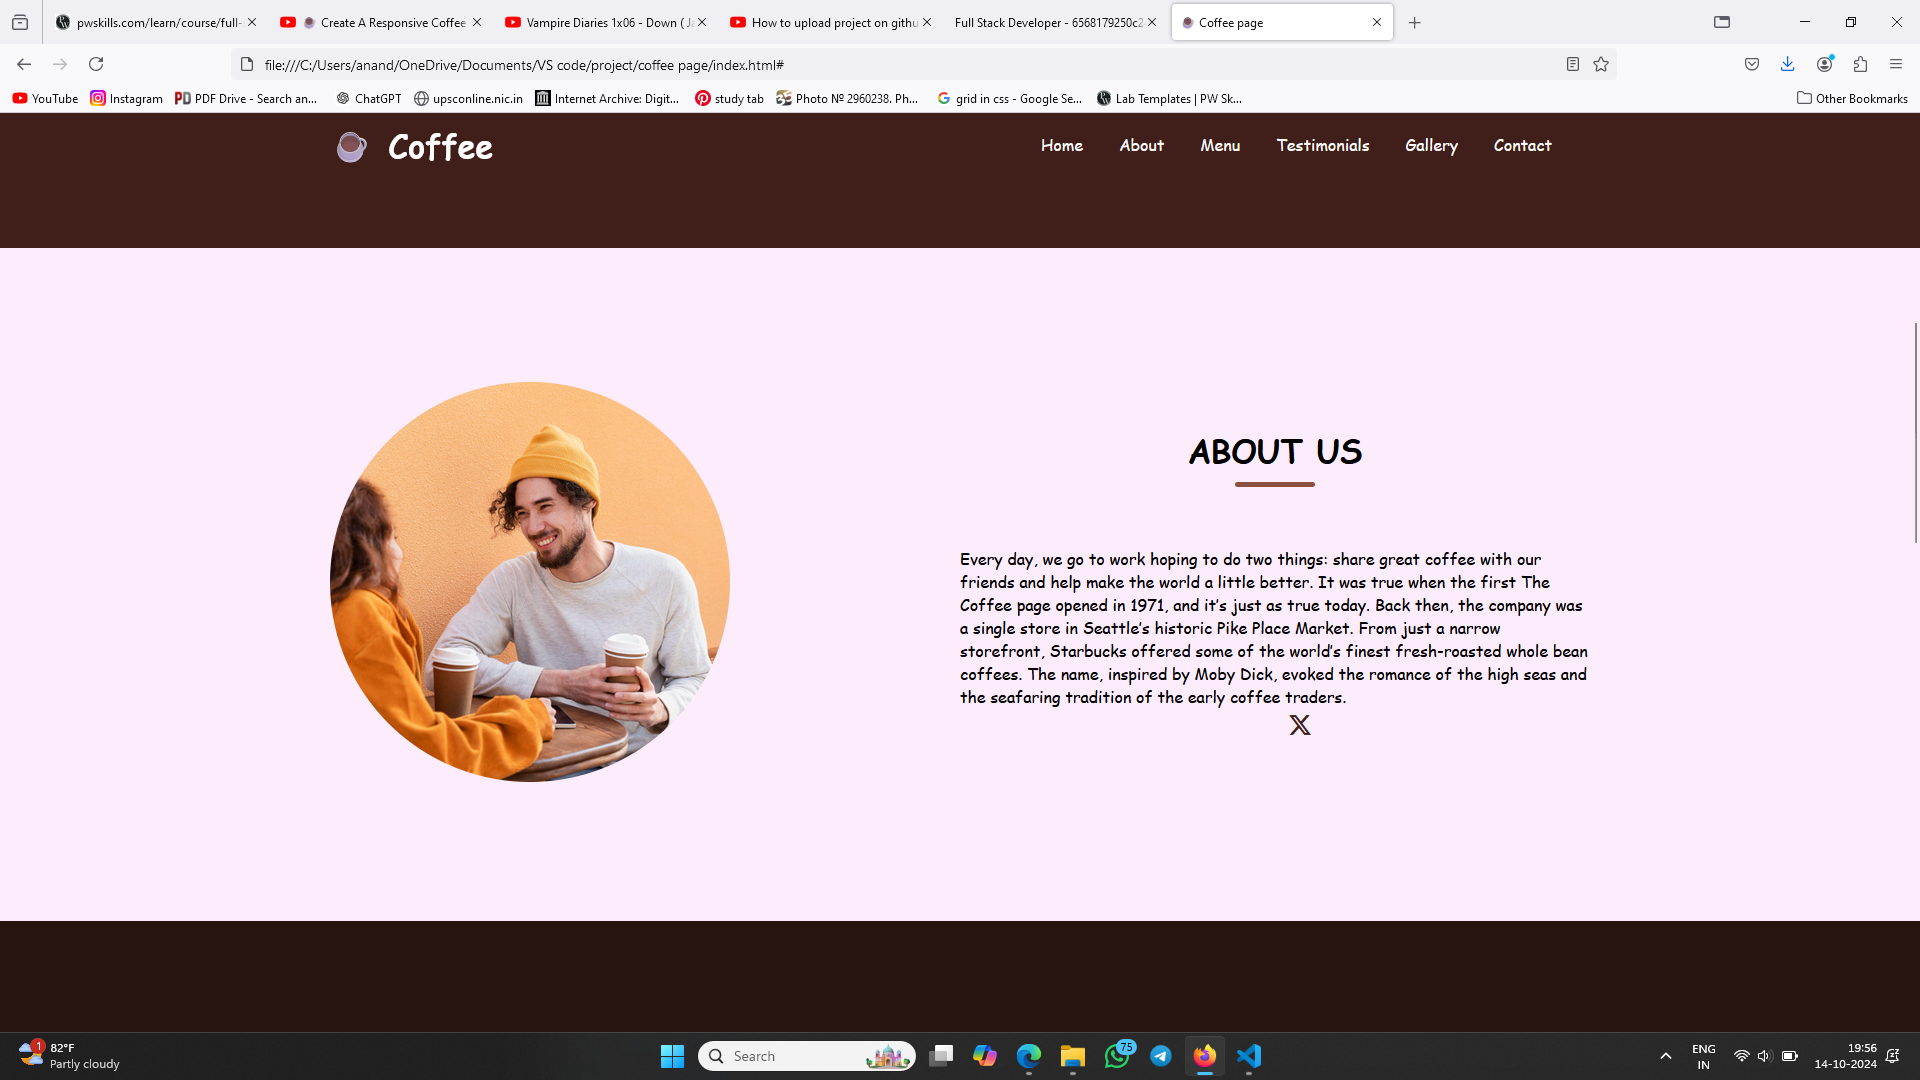 pwskills.com/learn/course/full-
Create A Responsive Coffee
Vampire Diaries 1x06 - Down ( Ja
How to upload project on githu
Full Stack Developer - 6568179250c2
Coffee page
file:///C:/Users/anand/OneDrive/Documents/VS code/project/coffee page/index.html#
YouTube
Instagram
PDF Drive - Search an...
ChatGPT
upsconline.nic.in
Internet Archive: Digit...
study tab
Photo № 2960238. Ph...
grid in css - Google Se...
Lab Templates | PW Sk...
Other Bookmarks
Coffee
Home
About
Menu
Testimonials
Gallery
Contact
ABOUT US
Every day, we go to work hoping to do two things: share great coffee with our
friends and help make the world a little better. It was true when the first The
Coffee page opened in 1971, and it’s just as true today. Back then, the company was
a single store in Seattle’s historic Pike Place Market. From just a narrow
storefront, Starbucks offered some of the world’s finest fresh-roasted whole bean
coffees. The name, inspired by Moby Dick, evoked the romance of the high seas and
the seafaring tradition of the early coffee traders.
1
82°F
Partly cloudy
Search
75
ENG
IN
19:56
14-10-2024